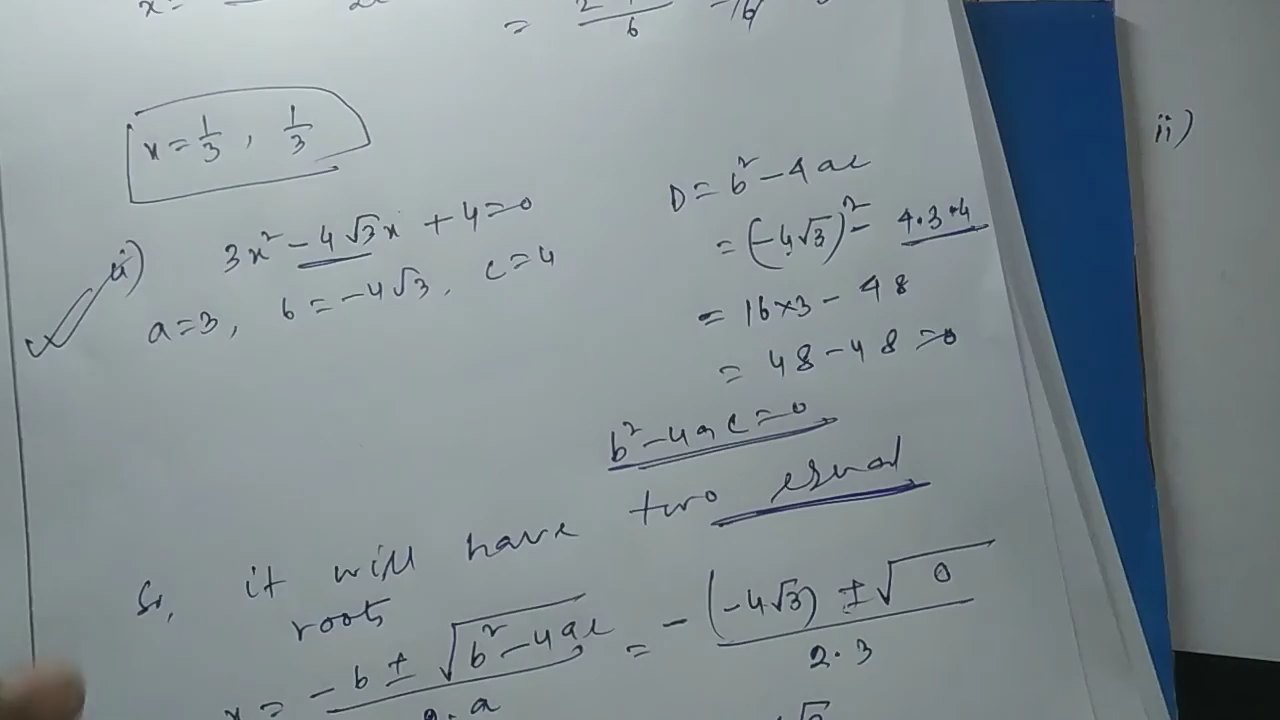 x =
= 6
x = 1/3, 1/3
ii) 3x² - 4√3x + 4 = 0
a = 3, b = -4√3, c = 4
D = b² - 4ac
= (-4√3)² - 4·3·4
= 16×3 - 48
= 48 - 48 = 0
b² - 4ac = 0
So, it will have two equal
roots
x = -b ± √b² - 4ac / 2·a = -(-4√3) ± √0 / 2·3
ii)